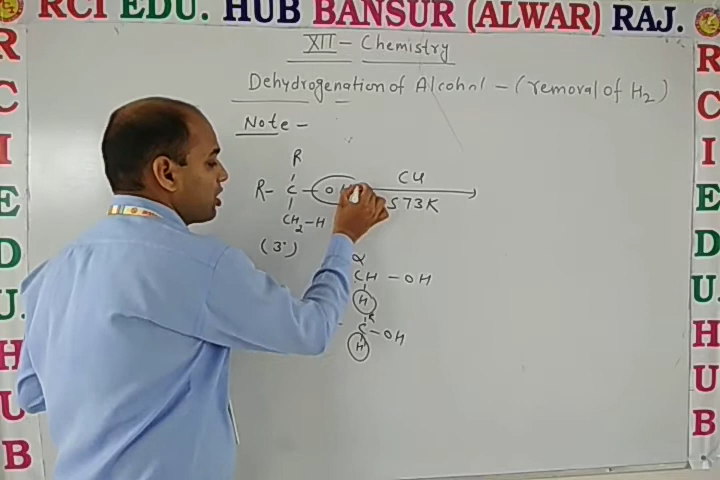 RCI EDU. HUB BANSUR (ALWAR) RAJ.
XII - Chemistry
Dehydrogenation of Alcohol - (removal of H2)
Note -
R
R- C - OH Cu
573K
CH2-H
(3°)
α
CH - OH
H
R
C - OH
H
R
C
I
E
D
U.
H
U
B
R
C
I
E
D
U.
H
U
B